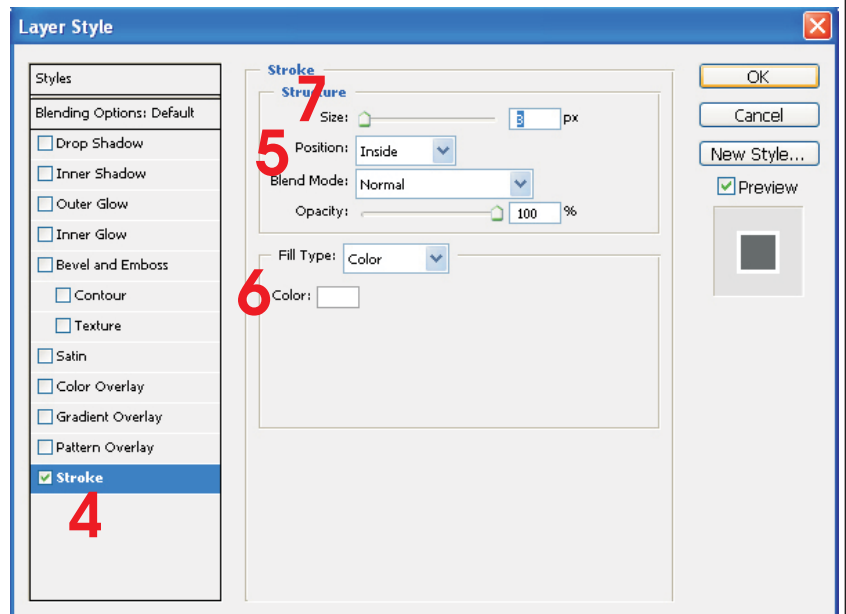 Layer Style
Styles
Blending Options: Default
Drop Shadow
Inner Shadow
Outer Glow
Inner Glow
Bevel and Emboss
Contour
Texture
Satin
Color Overlay
Gradient Overlay
Pattern Overlay
Stroke
4
Stroke
7
Structure
Size: 3 px
5
Position: Inside
Blend Mode: Normal
Opacity: 100 %
Fill Type: Color
6
Color:
OK
Cancel
New Style...
Preview